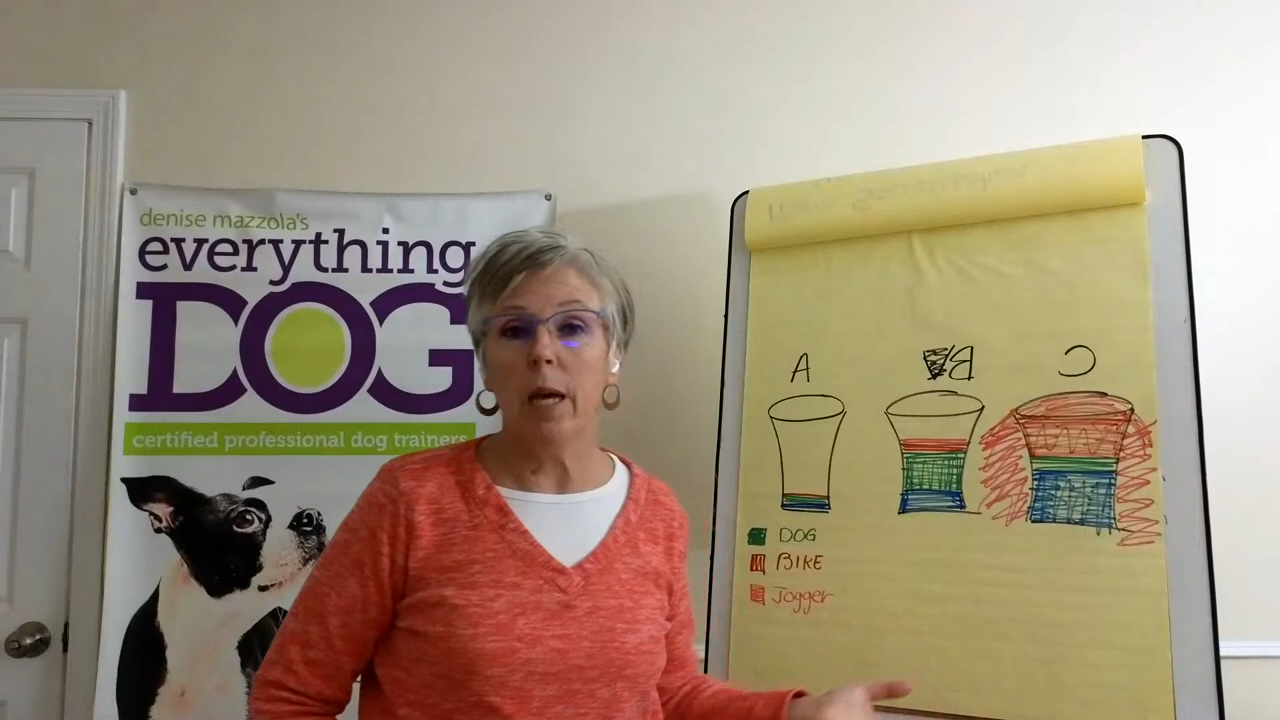 denise mazzola's
everything
DOG
certified professional dog trainers
A
B
C
DOG
BIKE
Jogger